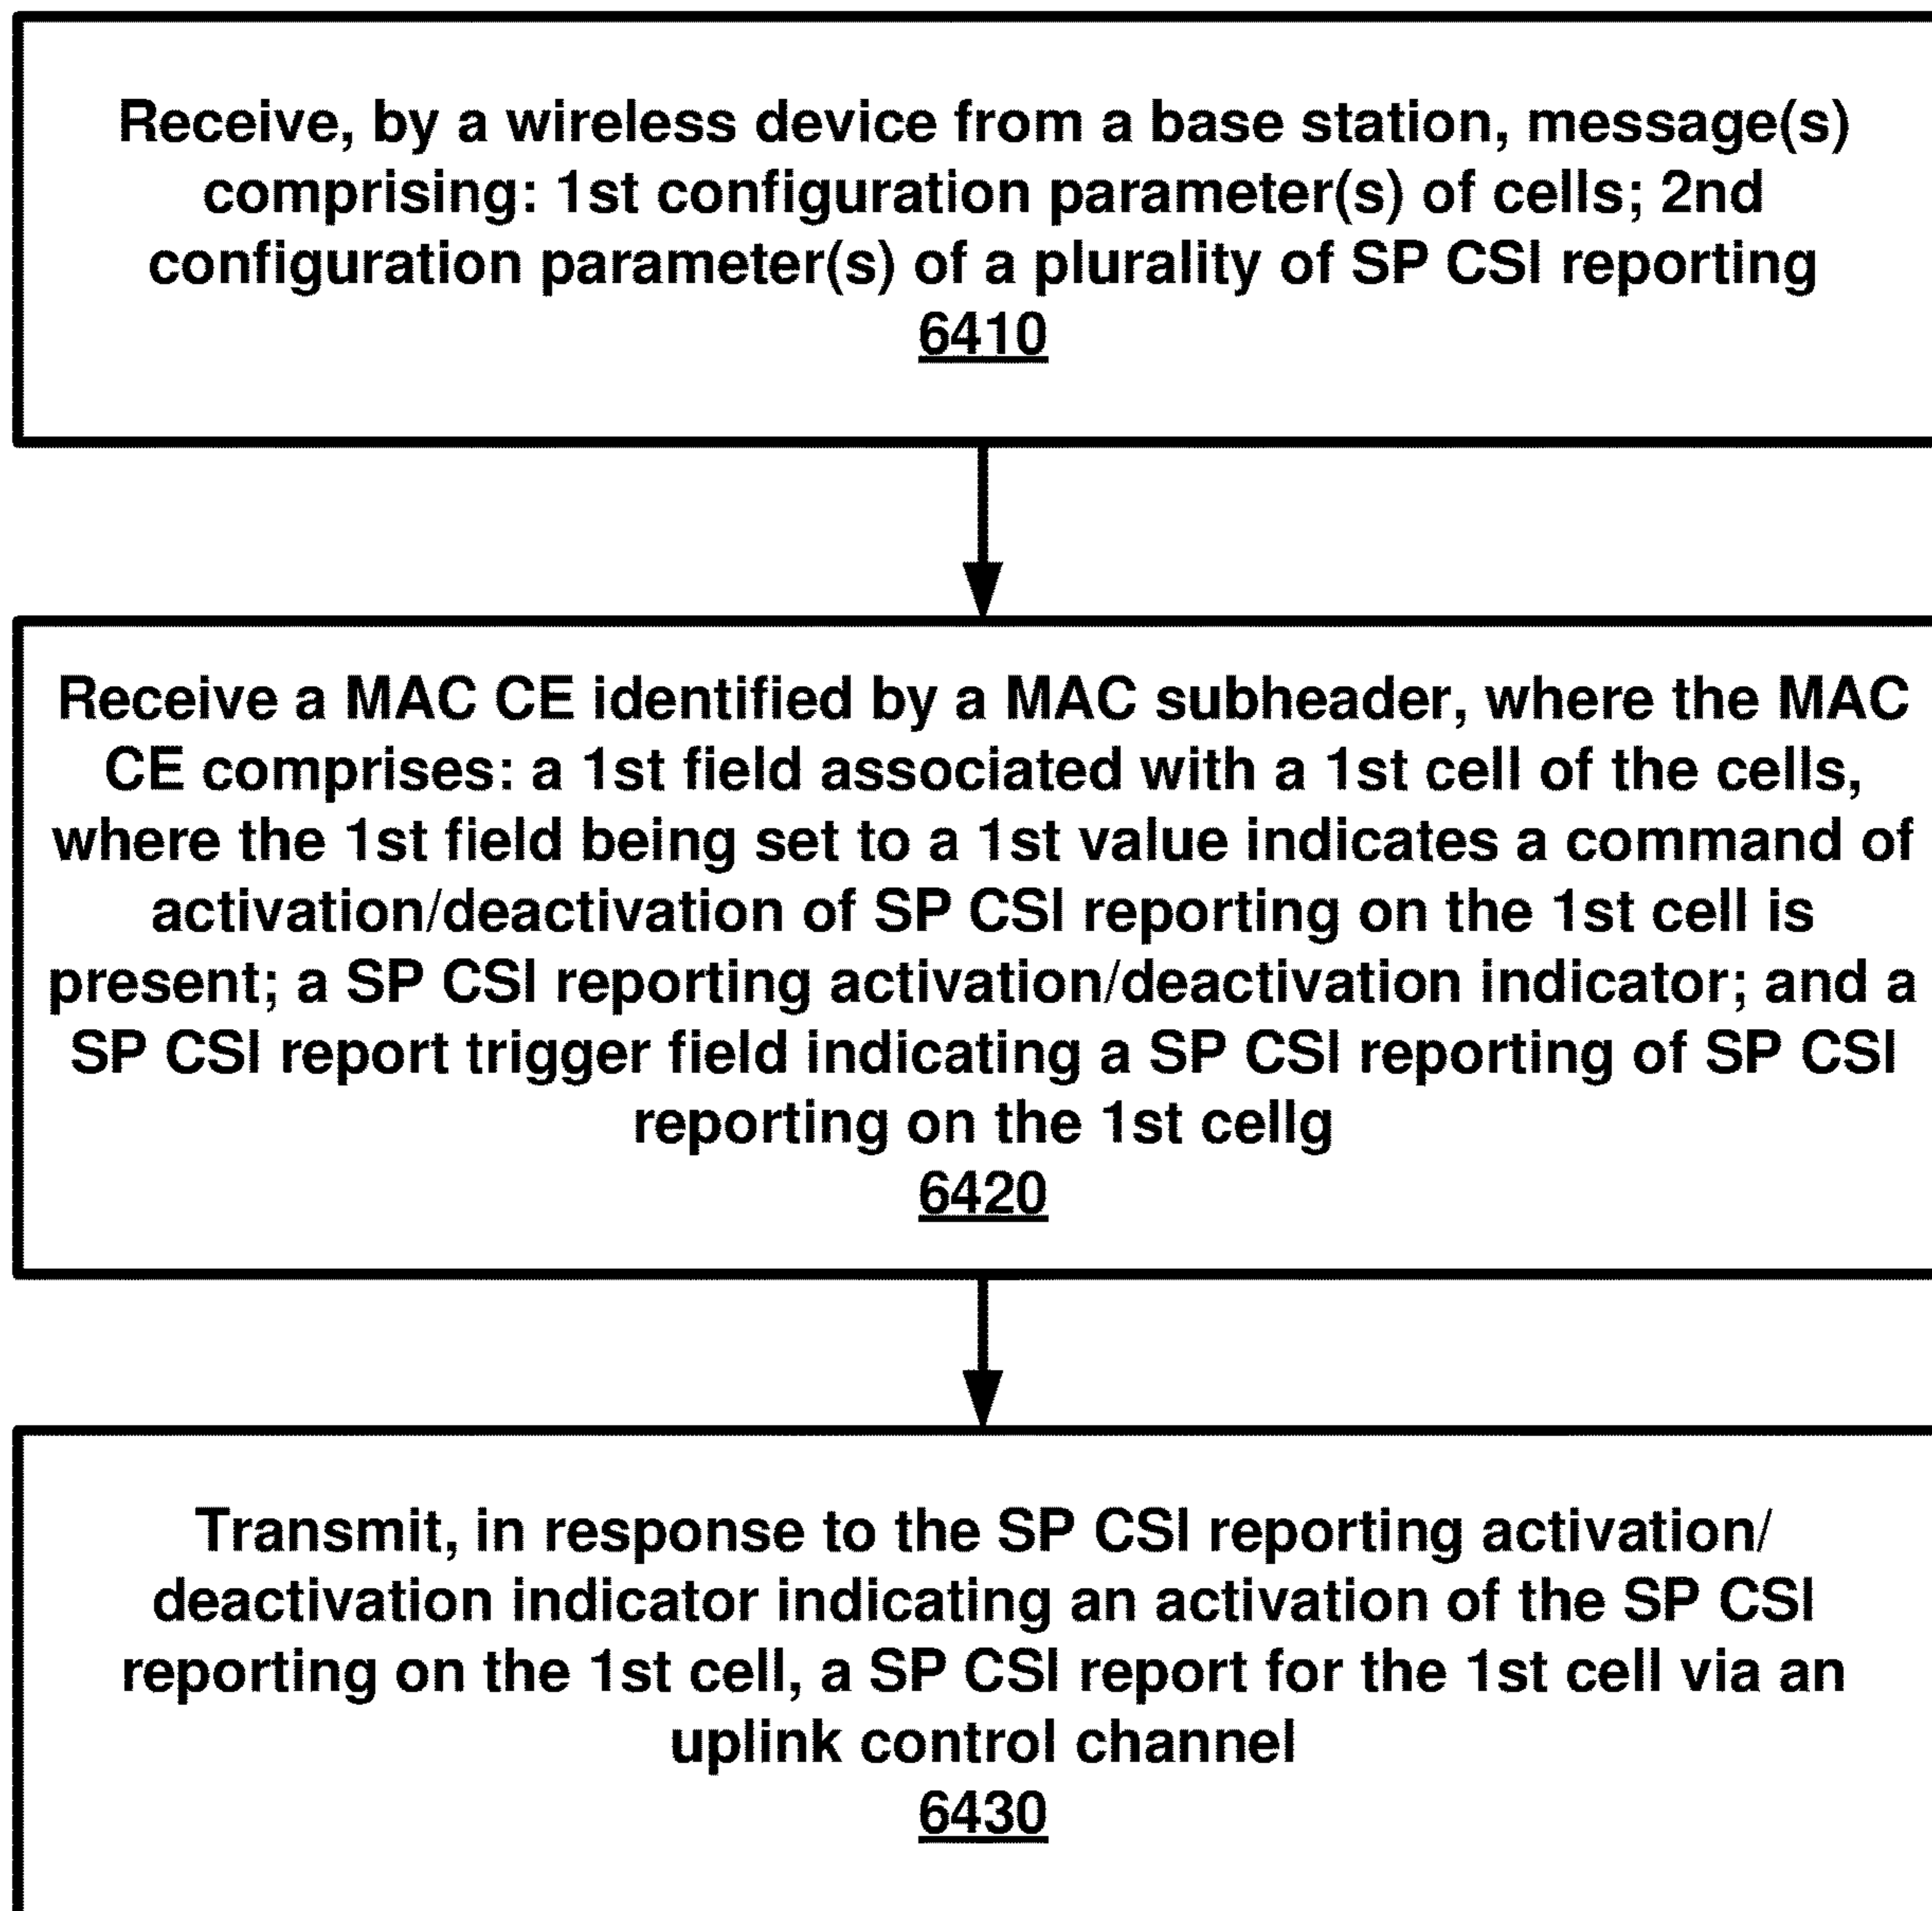 Receive, by a wireless device from a base station, message(s)
comprising: 1st configuration parameter(s) of cells; 2nd
configuration parameter(s) of a plurality of SP CSI reporting
6410
Receive a MAC CE identified by a MAC subheader, where the MAC
CE comprises: a 1st field associated with a 1st cell of the cells,
where the 1st field being set to a 1st value indicates a command of
activation/deactivation of SP CSI reporting on the 1st cell is
present; a SP CSI reporting activation/deactivation indicator; and a
SP CSI report trigger field indicating a SP CSI reporting of SP CSI
reporting on the 1st cellg
6420
Transmit, in response to the SP CSI reporting activation/
deactivation indicator indicating an activation of the SP CSI
reporting on the 1st cell, a SP CSI report for the 1st cell via an
uplink control channel
6430